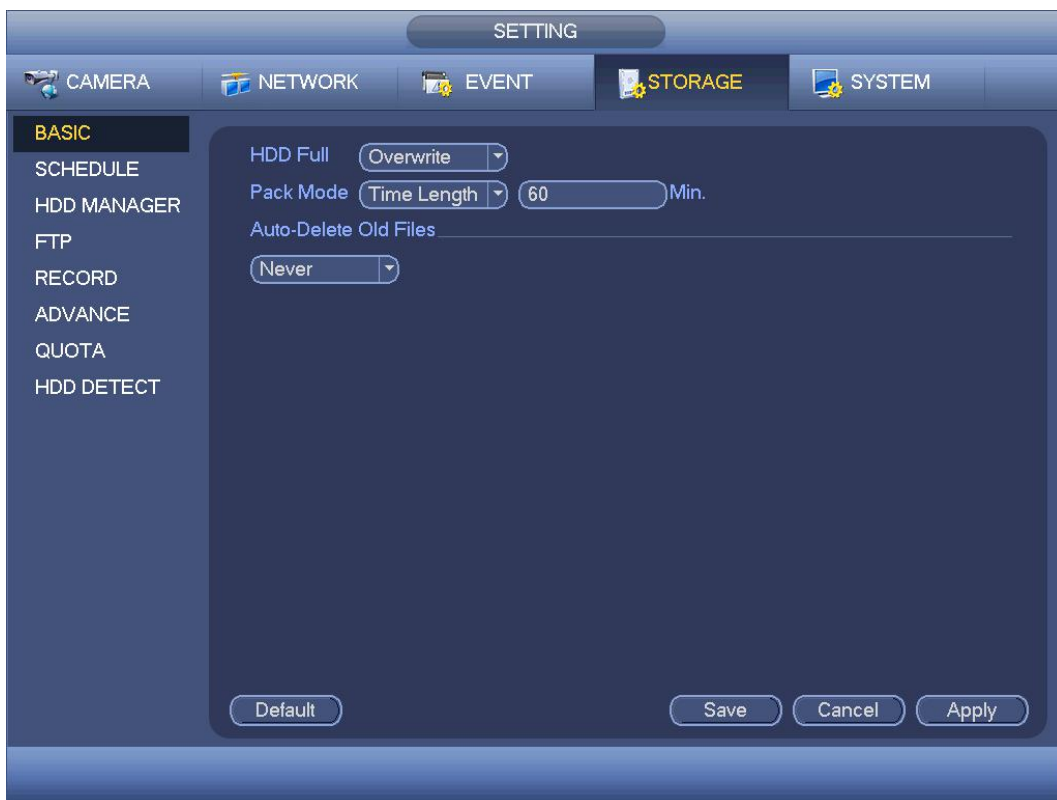 SETTING
CAMERA NETWORK EVENT STORAGE SYSTEM
BASIC
SCHEDULE
HDD MANAGER
FTP
RECORD
ADVANCE
QUOTA
HDD DETECT
HDD Full Overwrite
Pack Mode Time Length 60 Min.
Auto-Delete Old Files
Never
Default Save Cancel Apply